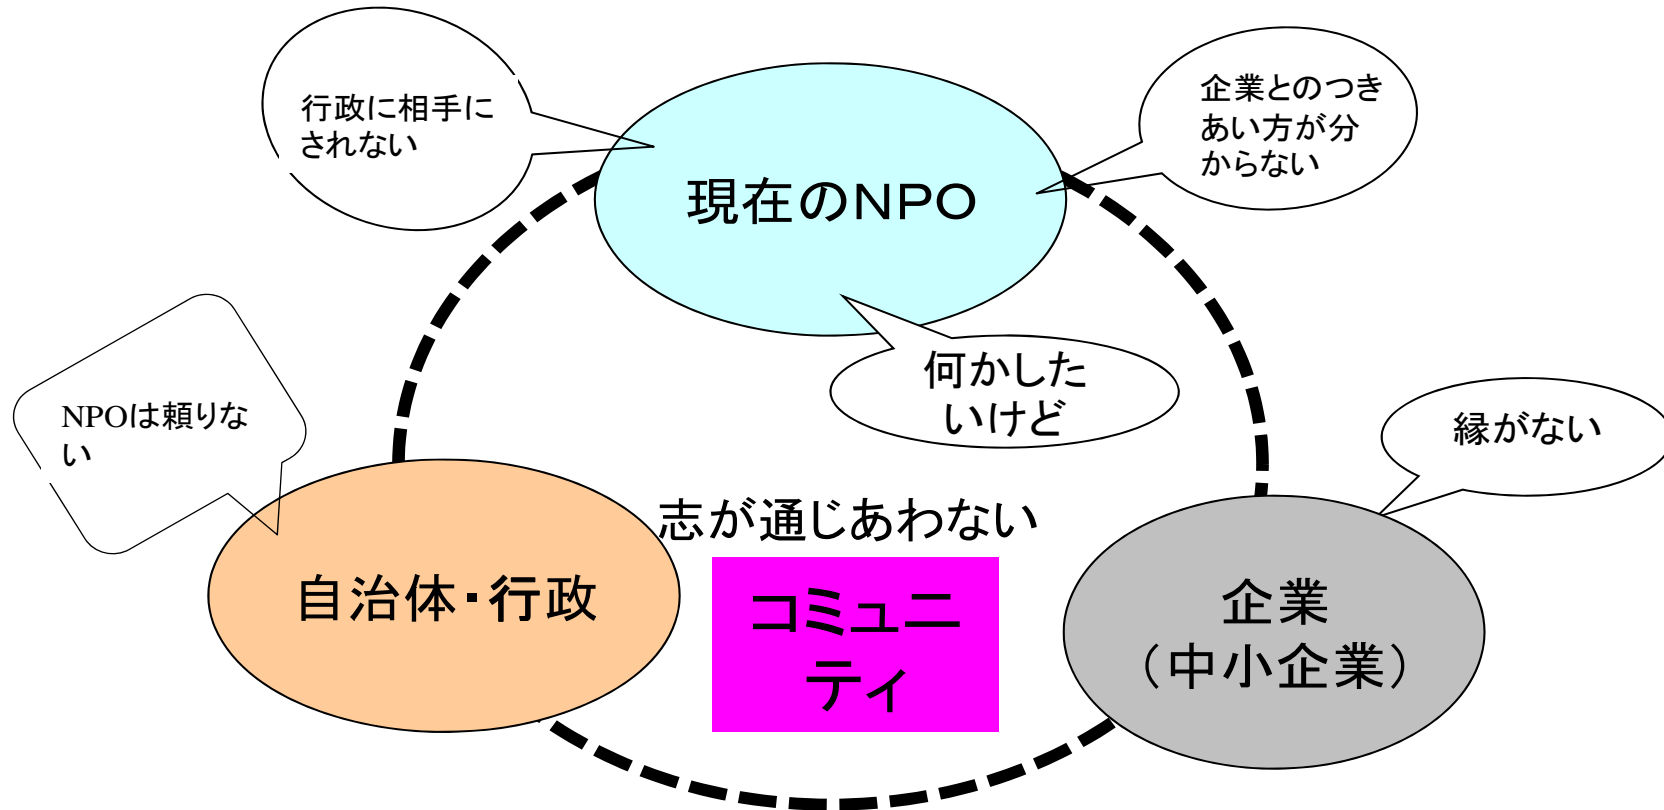 行政に相手に
されない
企業とのつき
あい方が分
からない
現在のNPO
何かした
いけど
NPOは頼りな
い
縁がない
志が通じあわない
自治体・行政
コミュニ
ティ
企業
（中小企業）